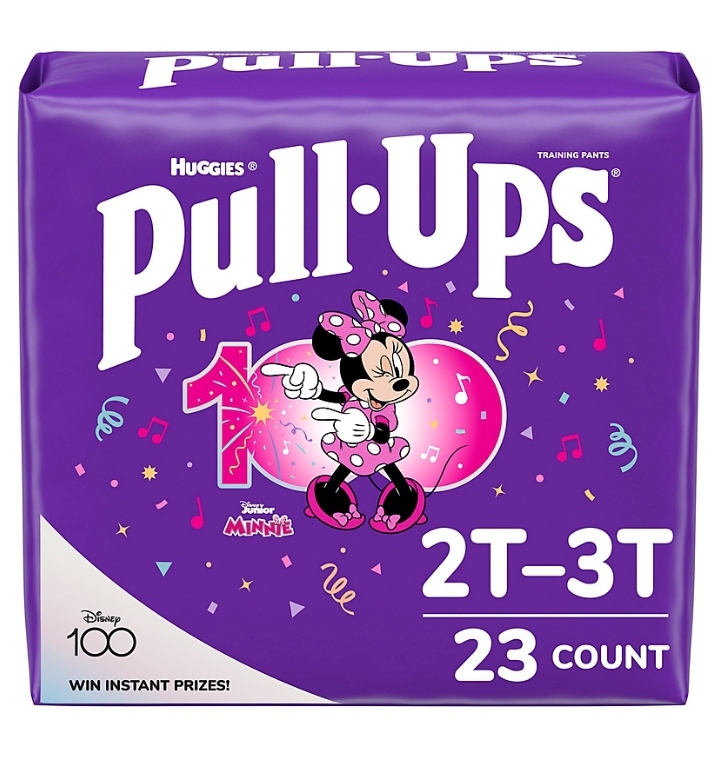 Pull·Ups
HUGGIES®
TRAINING PANTS
Pull·Ups®
100
Disney
Junior
MINNIE
2T–3T
23 COUNT
Disney
100
WIN INSTANT PRIZES!